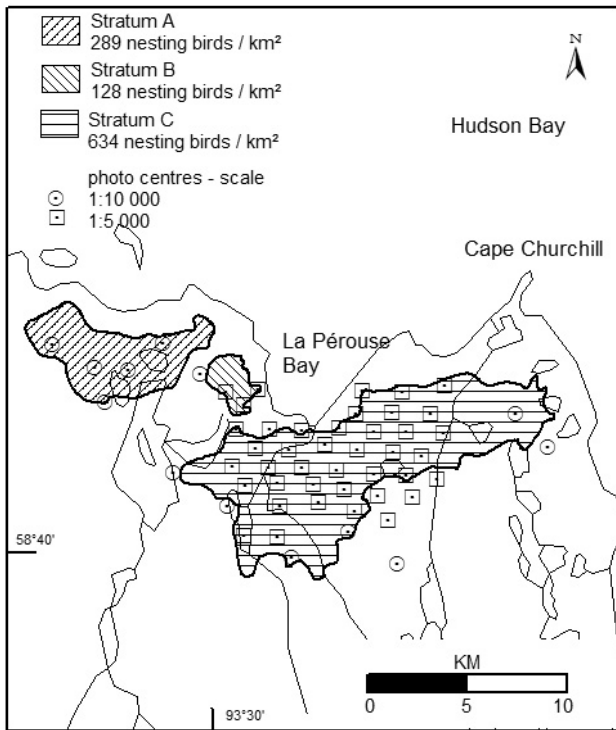 Stratum A
289 nesting birds / km²
Stratum B
128 nesting birds / km²
Stratum C
634 nesting birds / km²
photo centres - scale
1:10 000
1:5 000
N
Hudson Bay
Cape Churchill
La Pérouse
Bay
58°40'
93°30'
KM
0 5 10